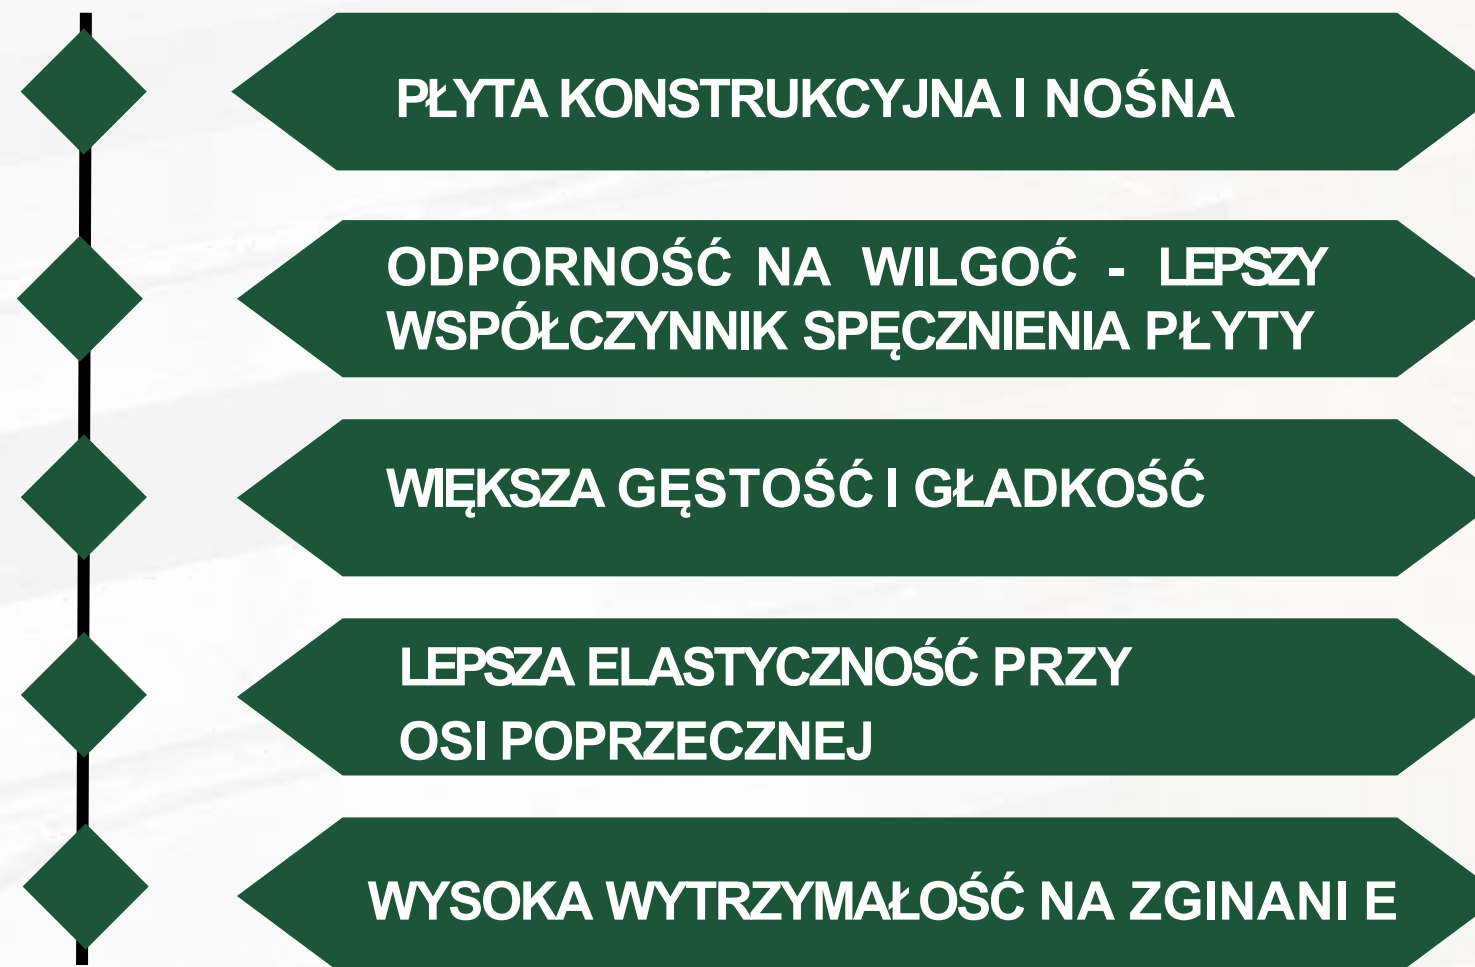 PŁYTA KONSTRUKCYJNA I NOŚNA
ODPORNOŚĆ NA WILGOĆ - LEPSZY
WSPÓŁCZYNNIK SPĘCZNIENIA PŁYTY
WIĘKSZA GĘSTOŚĆ I GŁADKOŚĆ
LEPSZA ELASTYCZNOŚĆ PRZY
OSI POPRZECZNEJ
WYSOKA WYTRZYMAŁOŚĆ NA ZGINANI E